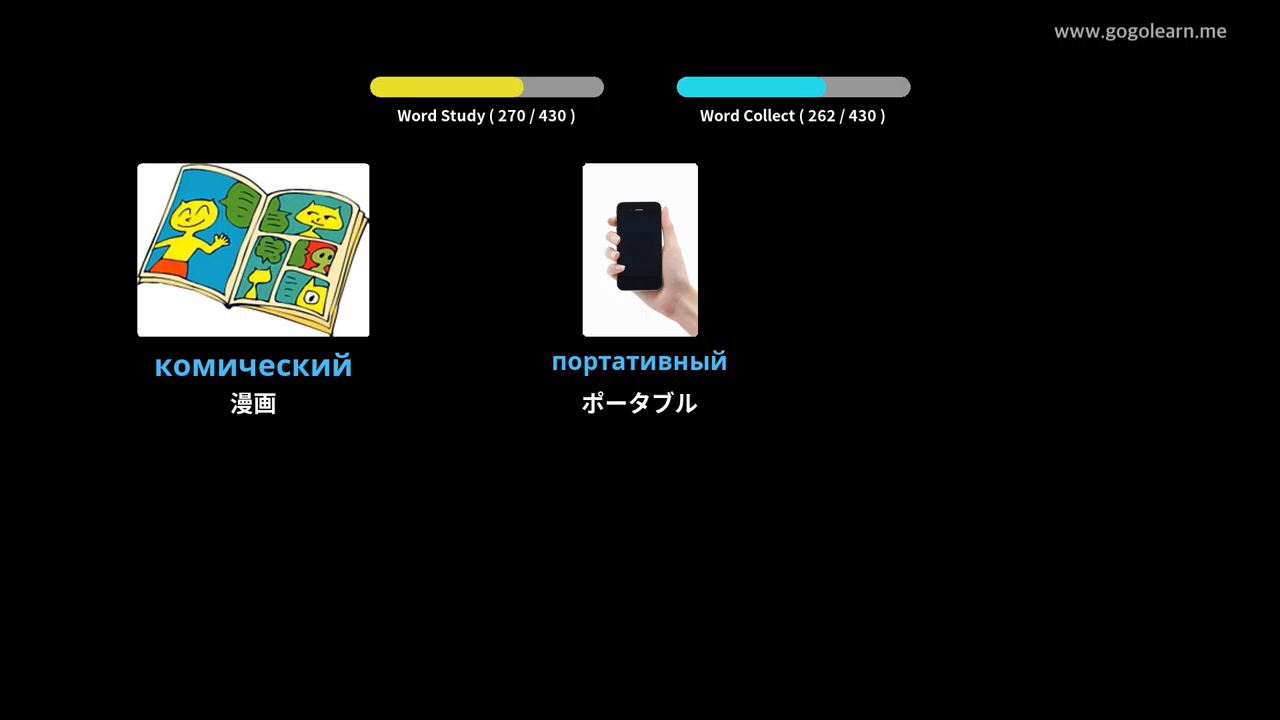 www.gogolearn.me
Word Study ( 270 / 430 )
Word Collect ( 262 / 430 )
комический
漫画
портативный
ポータブル